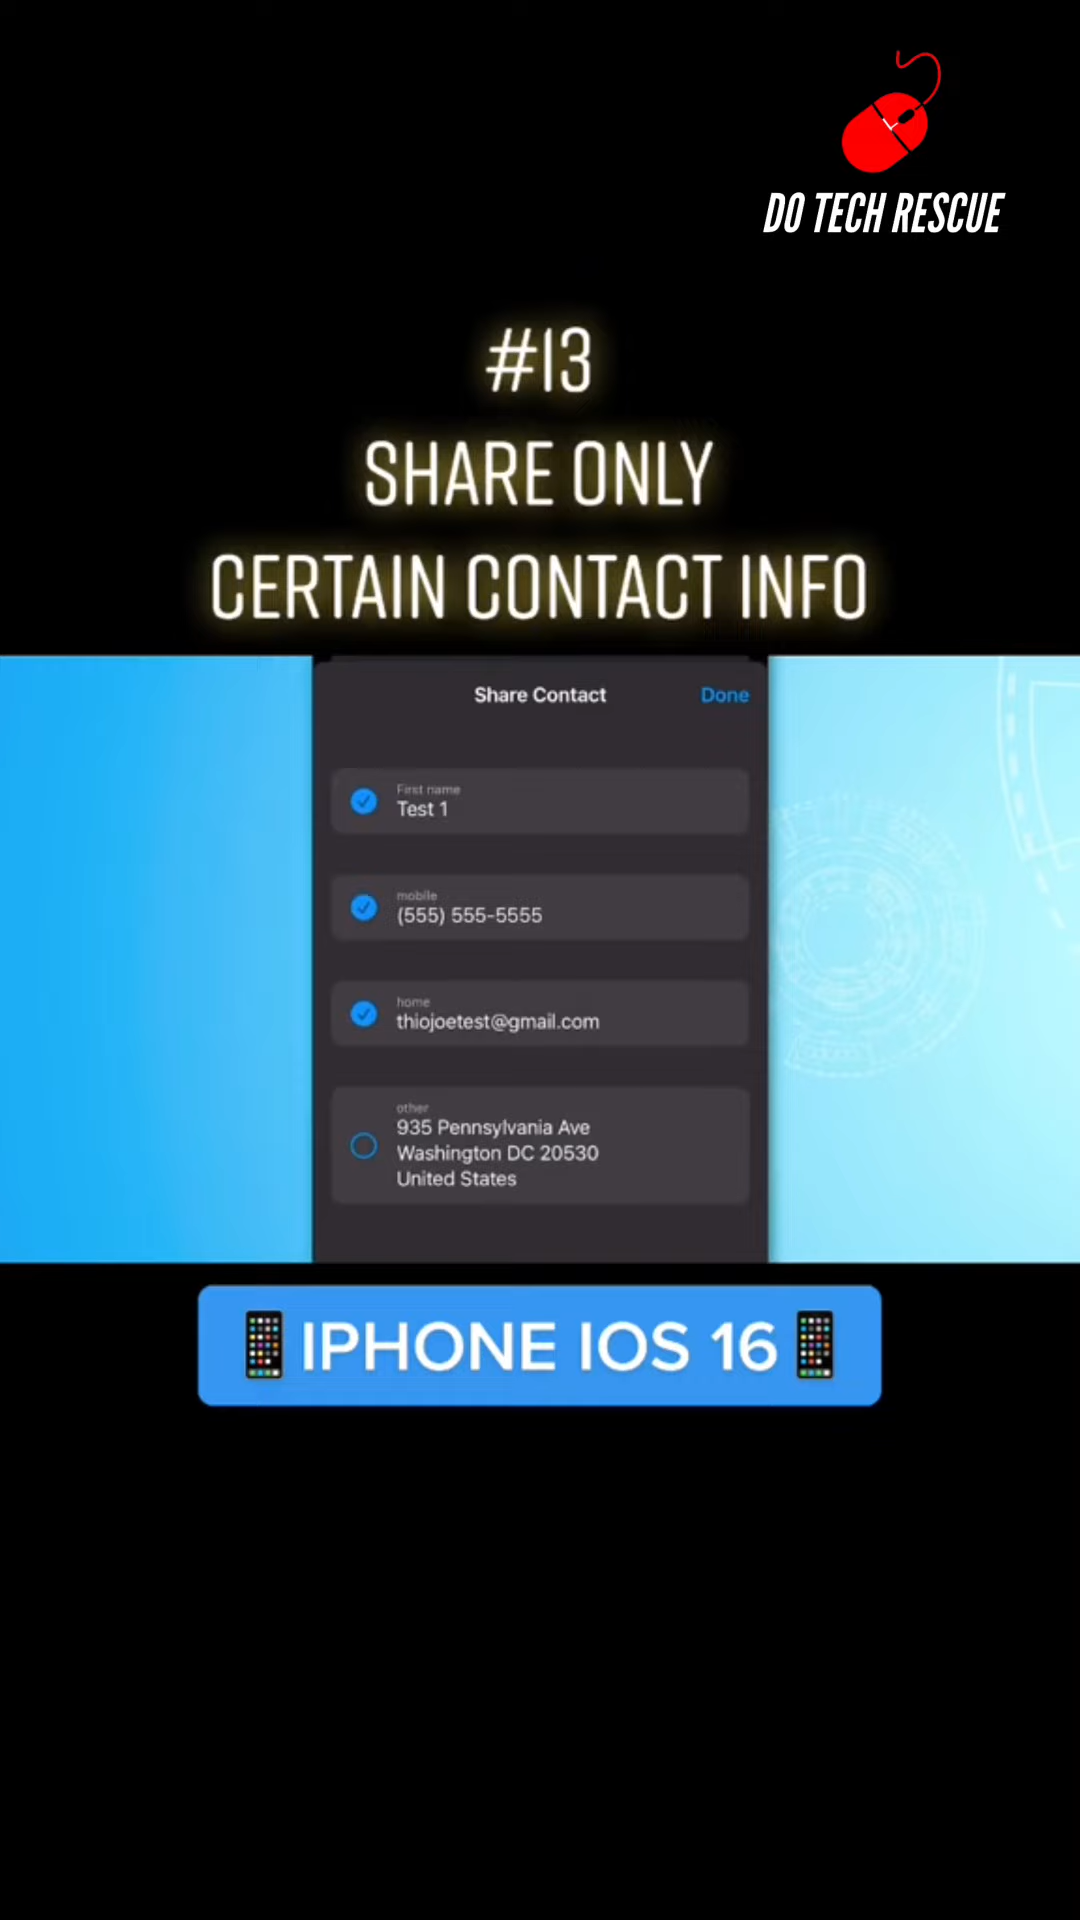 DO TECH RESCUE
#13
SHARE ONLY
CERTAIN CONTACT INFO
Share Contact
Done
First name
Test 1
mobile
(555) 555-5555
home
thiojoetest@gmail.com
other
935 Pennsylvania Ave
Washington DC 20530
United States
📱IPHONE IOS 16📱